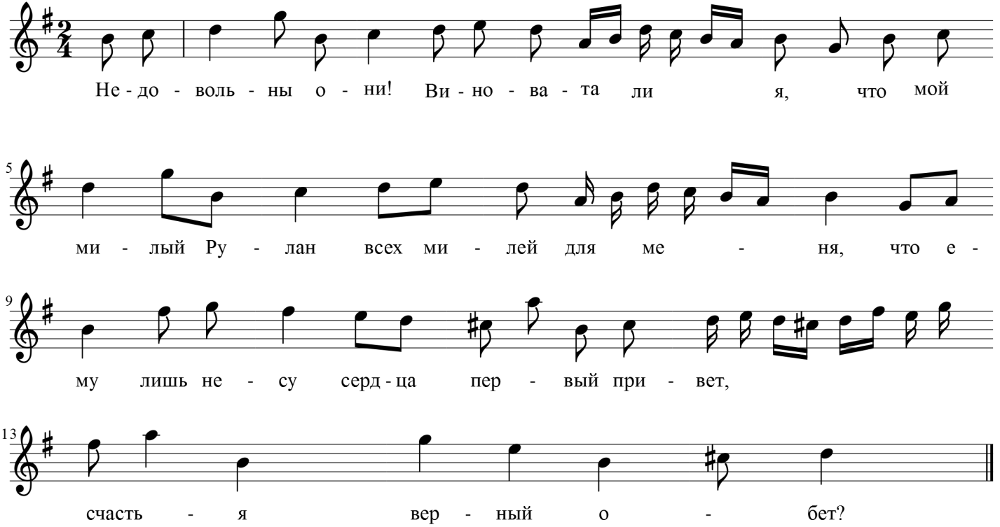 2
4
Не - до - воль - ны о - ни! Ви - но - ва - та ли я, что мой
5
ми - лый Ру - лан всех ми - лей для ме - ня, что е -
9
му лишь не - су серд - ца пер - вый при - вет,
13
счасть - я вер - ный о - бет?